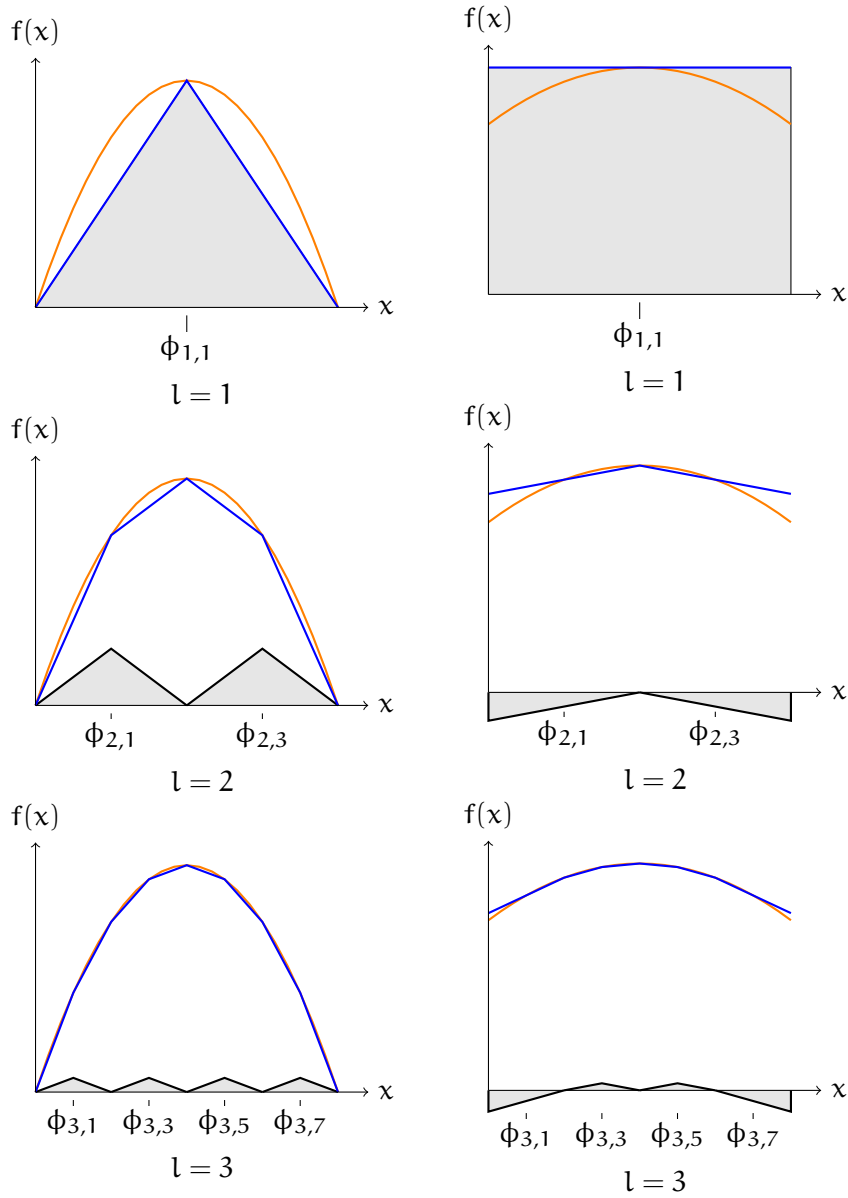 f(x)
x
ϕ1,1
l = 1
f(x)
x
ϕ1,1
l = 1
f(x)
x
ϕ2,1 ϕ2,3
l = 2
f(x)
x
ϕ2,1 ϕ2,3
l = 2
f(x)
x
ϕ3,1 ϕ3,3 ϕ3,5 ϕ3,7
l = 3
f(x)
x
ϕ3,1 ϕ3,3 ϕ3,5 ϕ3,7
l = 3